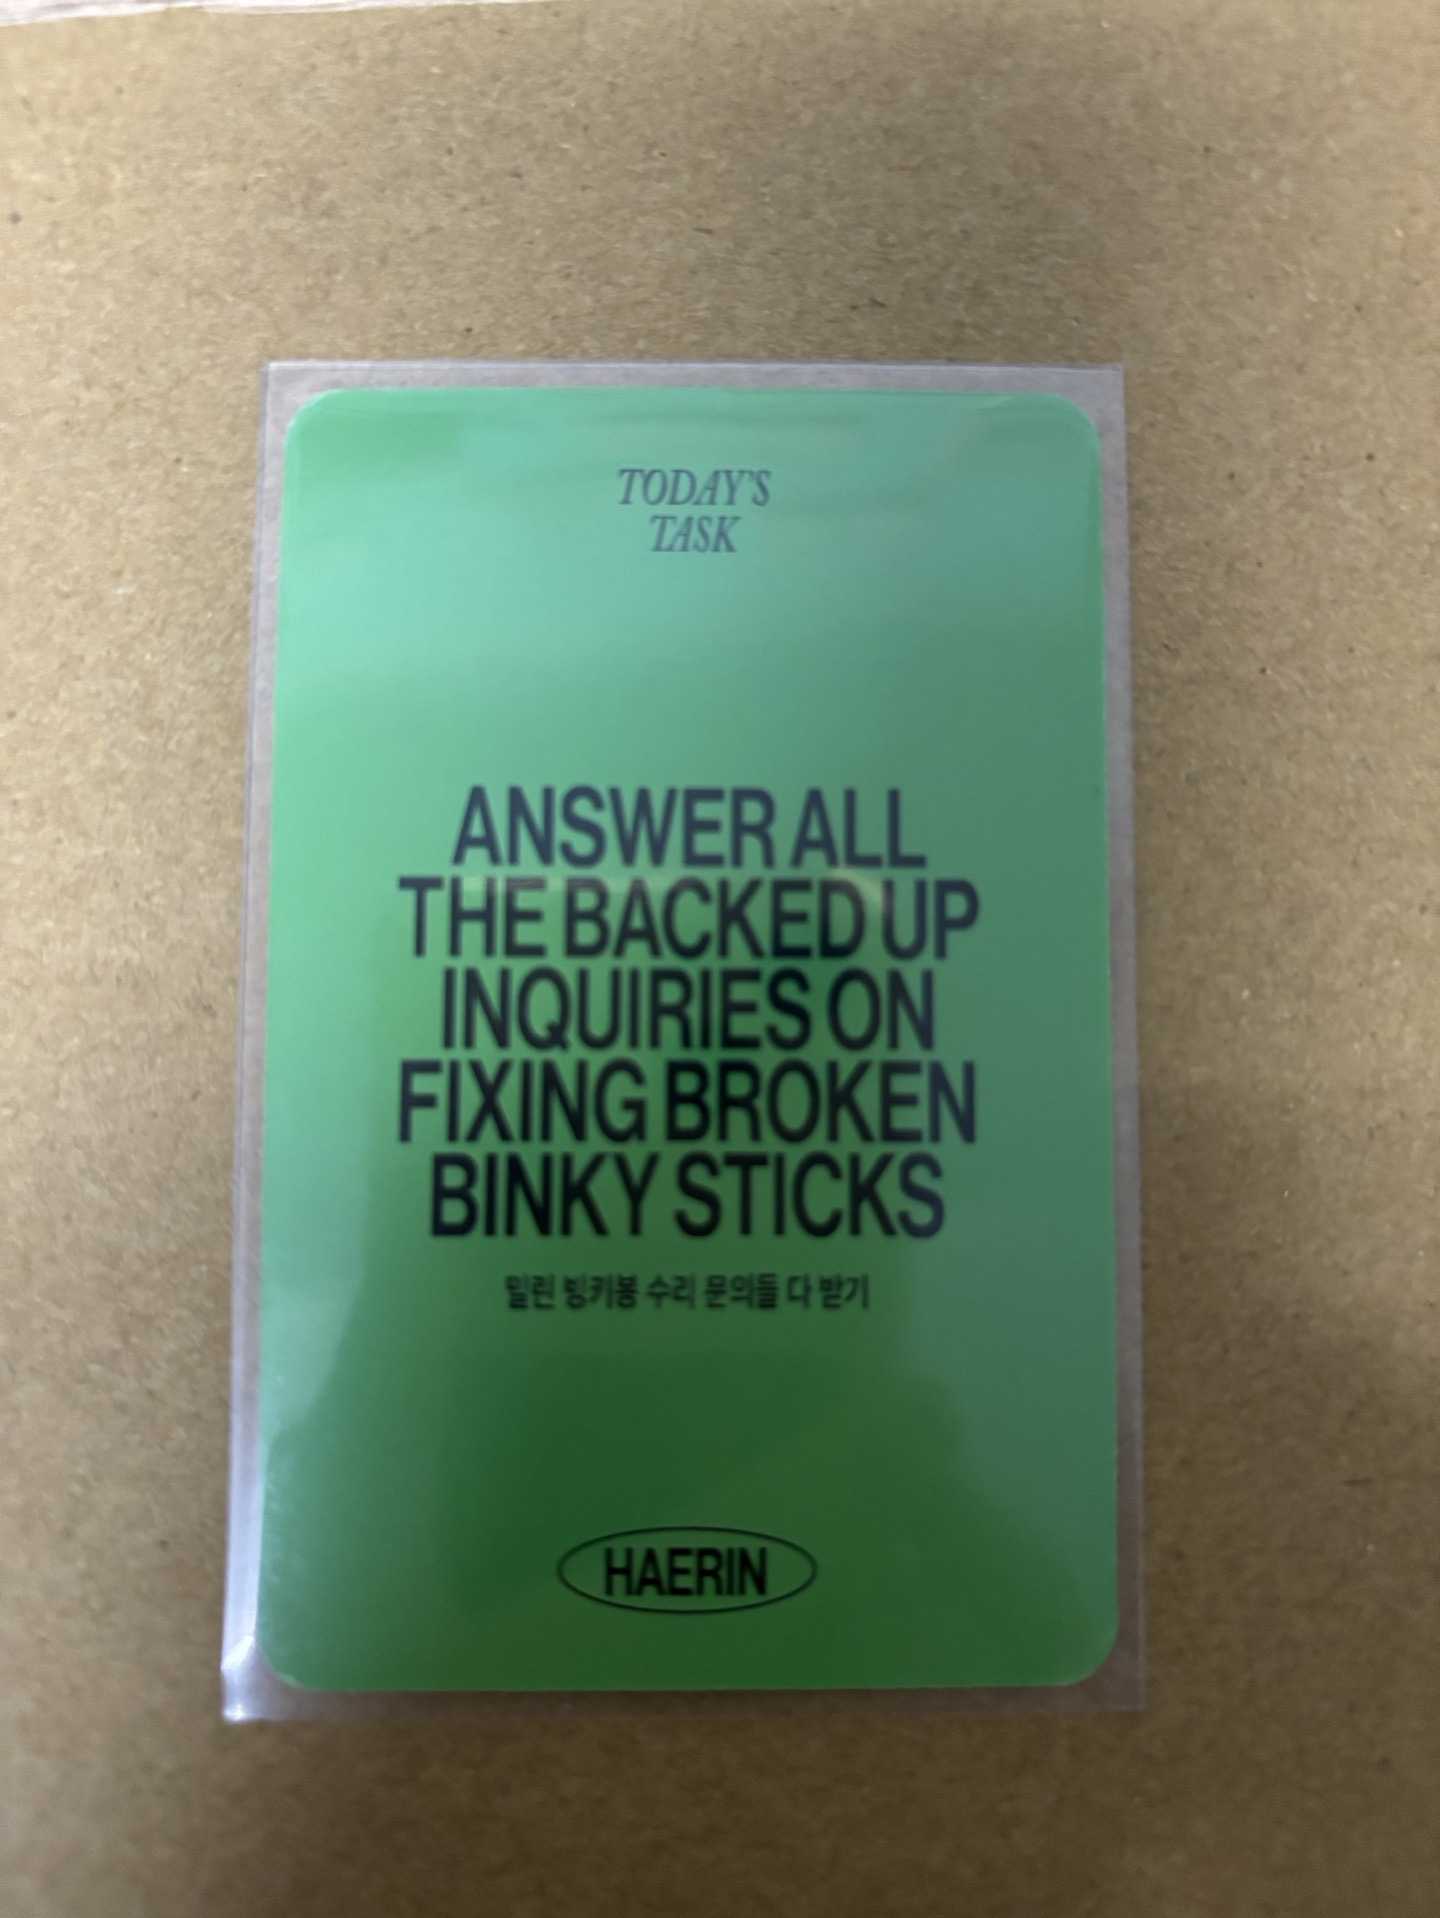 TODAY'S
TASK
ANSWER ALL
THE BACKED UP
INQUIRIES ON
FIXING BROKEN
BINKY STICKS
밀린 빙키봉 수리 문의들 다 받기
HAERIN